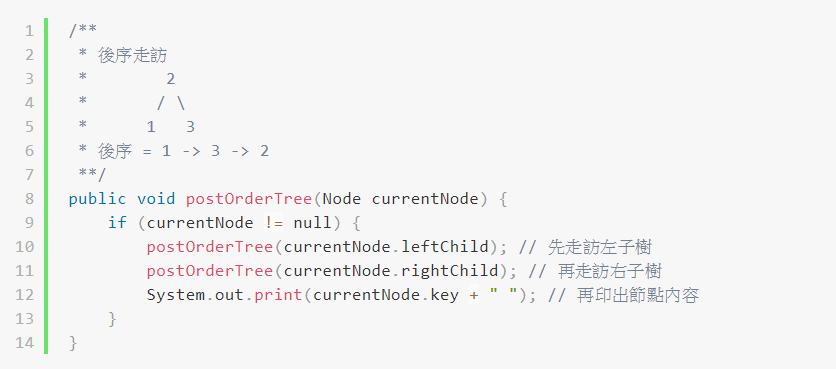 1 /**
2 * 後序走訪
3 * 2
4 * / \
5 * 1 3
6 * 後序 = 1 -> 3 -> 2
7 **/
8 public void postOrderTree(Node currentNode) {
9 if (currentNode != null) {
10 postOrderTree(currentNode.leftChild); // 先走訪左子樹
11 postOrderTree(currentNode.rightChild); // 再走訪右子樹
12 System.out.print(currentNode.key + " "); // 再印出節點內容
13 }
14 }